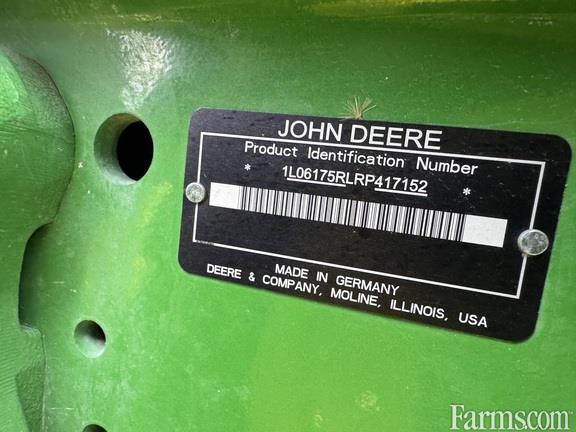 JOHN DEERE
Product Identification Number
* 1L06175RLRP417152 *
MADE IN GERMANY
DEERE & COMPANY, MOLINE, ILLINOIS, USA
Farms.com